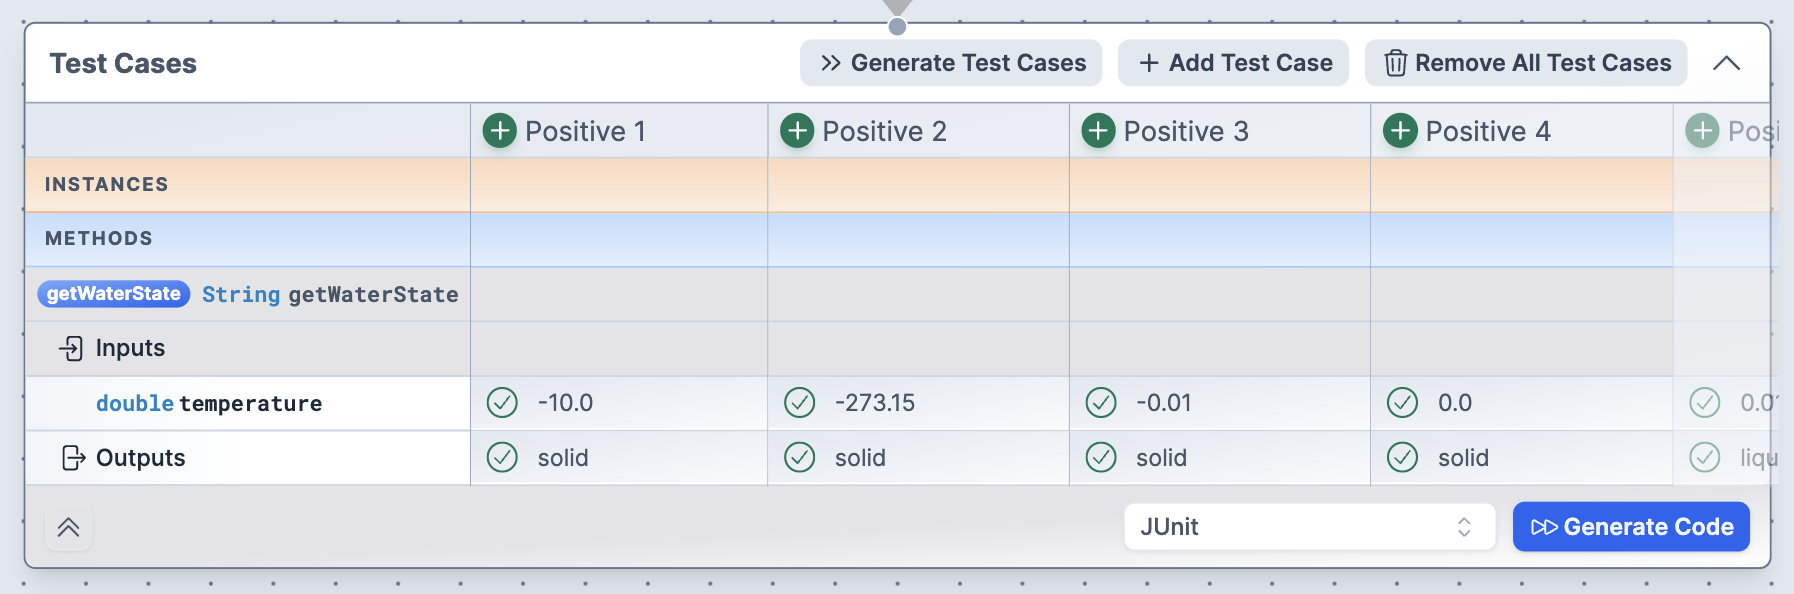 Test Cases
Generate Test Cases
Add Test Case
Remove All Test Cases
Positive 1 Positive 2 Positive 3 Positive 4 Posi
INSTANCES
METHODS
getWaterState String getWaterState
Inputs
double temperature -10.0 -273.15 -0.01 0.0 0.01
Outputs solid solid solid solid liqu
JUnit
Generate Code